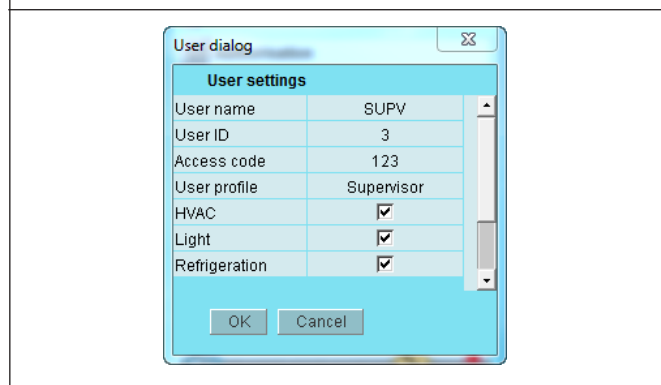 User dialog
User settings
User name SUPV
User ID 3
Access code 123
User profile Supervisor
HVAC
Light
Refrigeration
OK Cancel